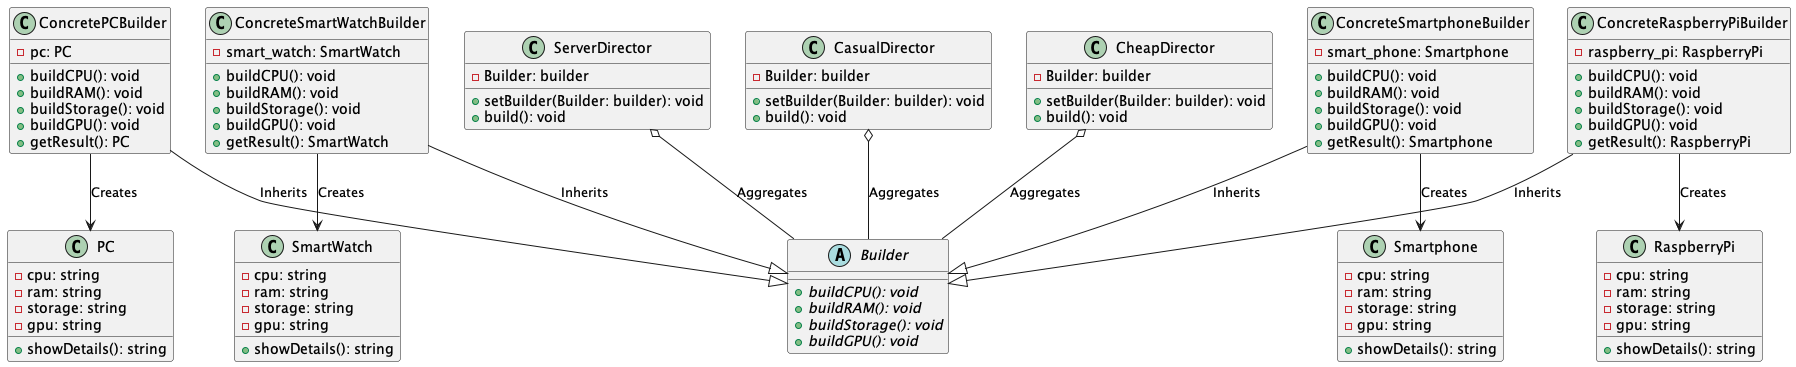 C ConcretePCBuilder
pc: PC
buildCPU(): void
buildRAM(): void
buildStorage(): void
buildGPU(): void
getResult(): PC
C ConcreteSmartWatchBuilder
smart_watch: SmartWatch
buildCPU(): void
buildRAM(): void
buildStorage(): void
buildGPU(): void
getResult(): SmartWatch
C ServerDirector
Builder: builder
setBuilder(Builder: builder): void
build(): void
C CasualDirector
Builder: builder
setBuilder(Builder: builder): void
build(): void
C CheapDirector
Builder: builder
setBuilder(Builder: builder): void
build(): void
C ConcreteSmartphoneBuilder
smart_phone: Smartphone
buildCPU(): void
buildRAM(): void
buildStorage(): void
buildGPU(): void
getResult(): Smartphone
C ConcreteRaspberryPiBuilder
raspberry_pi: RaspberryPi
buildCPU(): void
buildRAM(): void
buildStorage(): void
buildGPU(): void
getResult(): RaspberryPi
Creates
Inherits
Creates
Inherits
Aggregates
Aggregates
Aggregates
Inherits
Creates
Inherits
Creates
C PC
cpu: string
ram: string
storage: string
gpu: string
showDetails(): string
C SmartWatch
cpu: string
ram: string
storage: string
gpu: string
showDetails(): string
A Builder
buildCPU(): void
buildRAM(): void
buildStorage(): void
buildGPU(): void
C Smartphone
cpu: string
ram: string
storage: string
gpu: string
showDetails(): string
C RaspberryPi
cpu: string
ram: string
storage: string
gpu: string
showDetails(): string